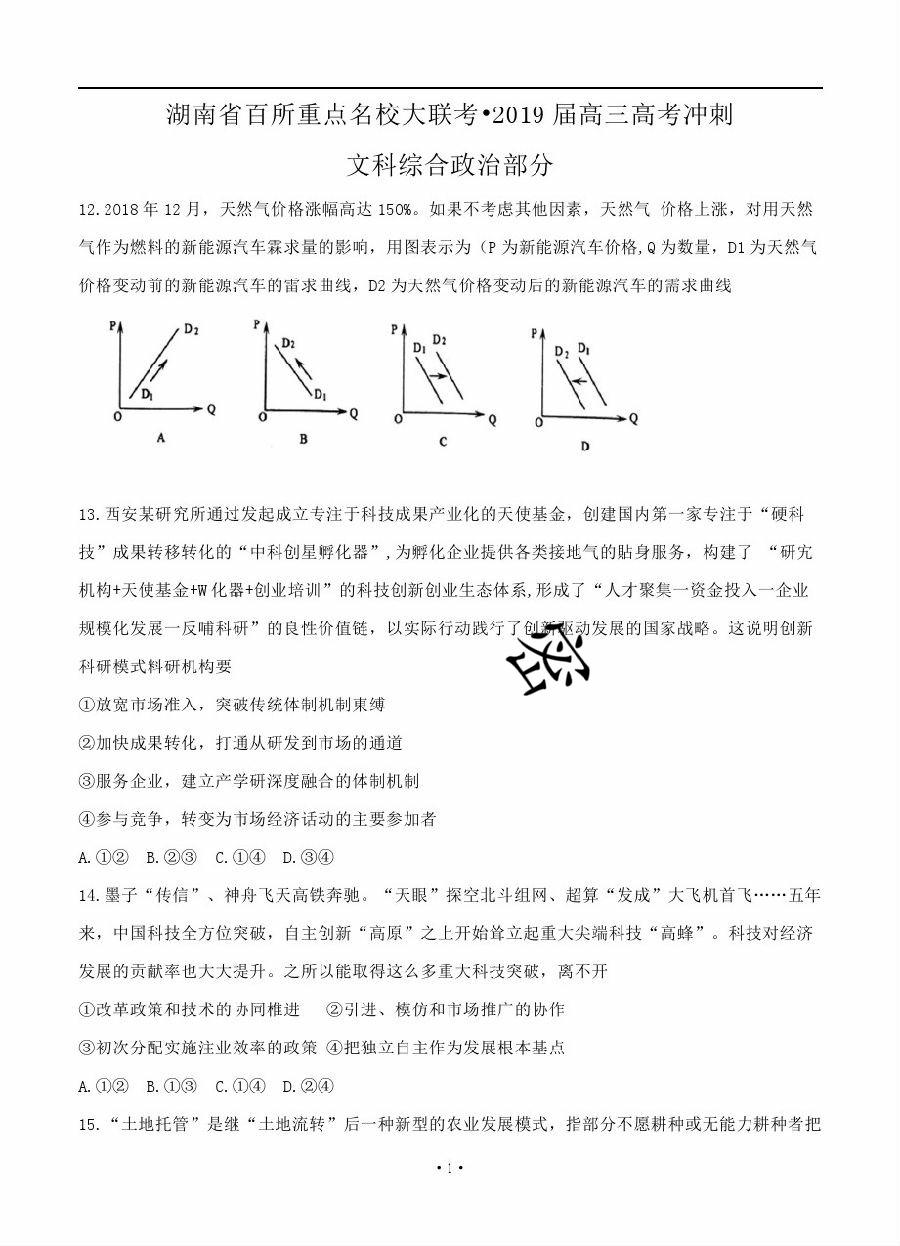 湖南省百所重点名校大联考•2019 届高三高考冲刺
文科综合政治部分
12.2018 年 12 月，天然气价格涨幅高达 150%。如果不考虑其他因素，天然气 价格上涨，对用天然
气作为燃料的新能源汽车霖求量的影响，用图表示为（P 为新能源汽车价格,Q 为数量，D1 为天然气
价格变动前的新能源汽车的雷求曲线，D2 为大然气价格变动后的新能源汽车的需求曲线
P D2 D1 O Q A
P D2 D1 O Q B
P D1 D2 O Q C
P D2 D1 O Q D
13.西安某研究所通过发起成立专注于科技成果产业化的天使基金，创建国内第一家专注于“硬科
技”成果转移转化的“中科创星孵化器”,为孵化企业提供各类接地气的贴身服务，构建了 “研宄
机构+天使基金+W 化器+创业培训”的科技创新创业生态体系,形成了“人才聚集一资金投入一企业
规模化发展一反哺科研”的良性价值链，以实际行动践行了创新驱动发展的国家战略。这说明创新
密
科研模式料研机构要
①放宽市场准入，突破传统体制机制束缚
②加快成果转化，打通从研发到市场的通道
③服务企业，建立产学研深度融合的体制机制
④参与竞争，转变为市场经济话动的主要参加者
A.①② B.②③ C.①④ D.③④
14.墨子“传信”、神舟飞天高铁奔驰。“天眼”探空北斗组网、超算“发成”大飞机首飞……五年
来，中国科技全方位突破，自主创新“高原”之上开始耸立起重大尖端科技“高蜂”。科技对经济
发展的贡献率也大大提升。之所以能取得这么多重大科技突破，离不开
①改革政策和技术的办同椎进 ②引进、模仿和市场推广的协作
③初次分配实施注业效率的政策 ④把独立自主作为发展根本基点
A.①② B.①③ C.①④ D.②④
15.“土地托管”是继“土地流转”后一种新型的农业发展模式，指部分不愿耕种或无能力耕种者把
•1•